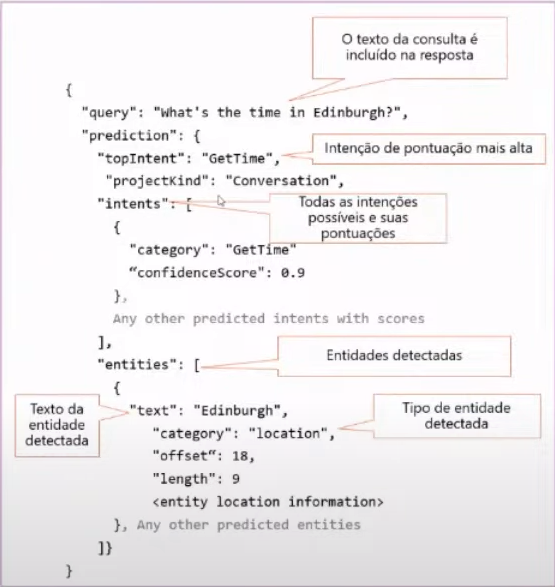 O texto da consulta é
incluído na resposta
{
"query": "What's the time in Edinburgh?",
"prediction": {
"topIntent": "GetTime",
Intenção de pontuação mais alta
"projectKind": "Conversation",
"intents": [
Todas as intenções
possíveis e suas
pontuações
{
"category": "GetTime"
“confidenceScore": 0.9
},
Any other predicted intents with scores
],
"entities": [
Entidades detectadas
{
Texto da
entidade
detectada
"text": "Edinburgh",
Tipo de entidade
detectada
"category": "location",
"offset“: 18,
"length": 9
<entity location information>
}, Any other predicted entities
]}
}